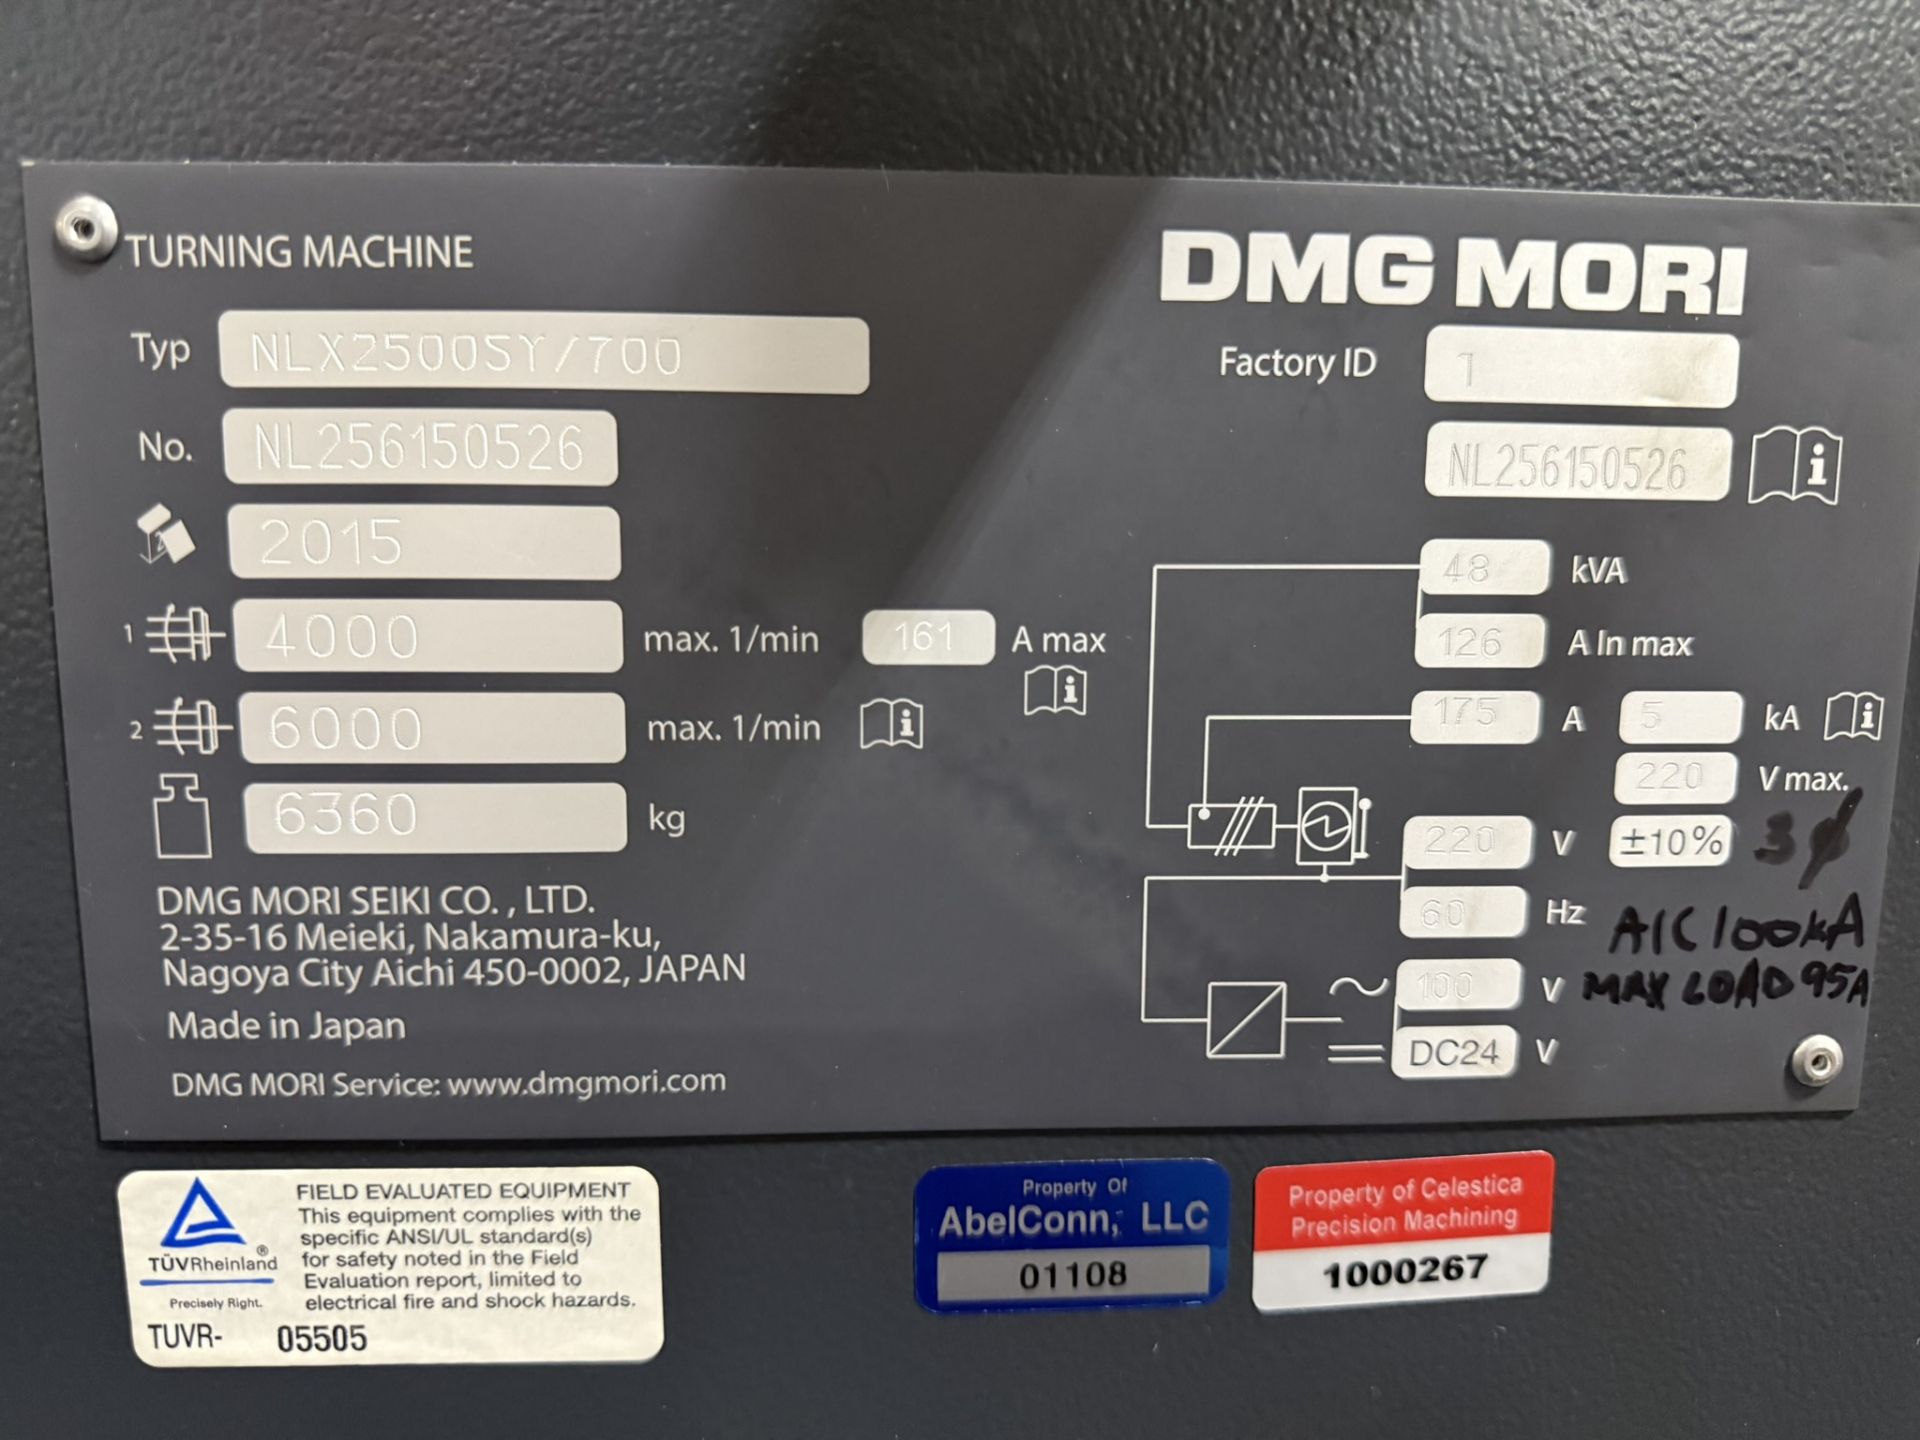 TURNING MACHINE
DMG MORI
Typ NLX2500SY/700
Factory ID 1
No. NL256150526
NL256150526
2
2015
1 4000 max. 1/min 161 A max
2 6000 max. 1/min
6360 kg
48 kVA
126 A In max
175 A 5 kA
220 V max.
220 V ±10% 3φ
60 Hz AIC 100kA
100 V MAX LOAD 95A
DC24 V
DMG MORI SEIKI CO. , LTD.
2-35-16 Meieki, Nakamura-ku,
Nagoya City Aichi 450-0002, JAPAN
Made in Japan
DMG MORI Service: www.dmgmori.com
TÜVRheinland®
Precisely Right.
FIELD EVALUATED EQUIPMENT
This equipment complies with the
specific ANSI/UL standard(s)
for safety noted in the Field
Evaluation report, limited to
electrical fire and shock hazards.
TUVR- 05505
Property Of
AbelConn, LLC
01108
Property of Celestica
Precision Machining
1000267